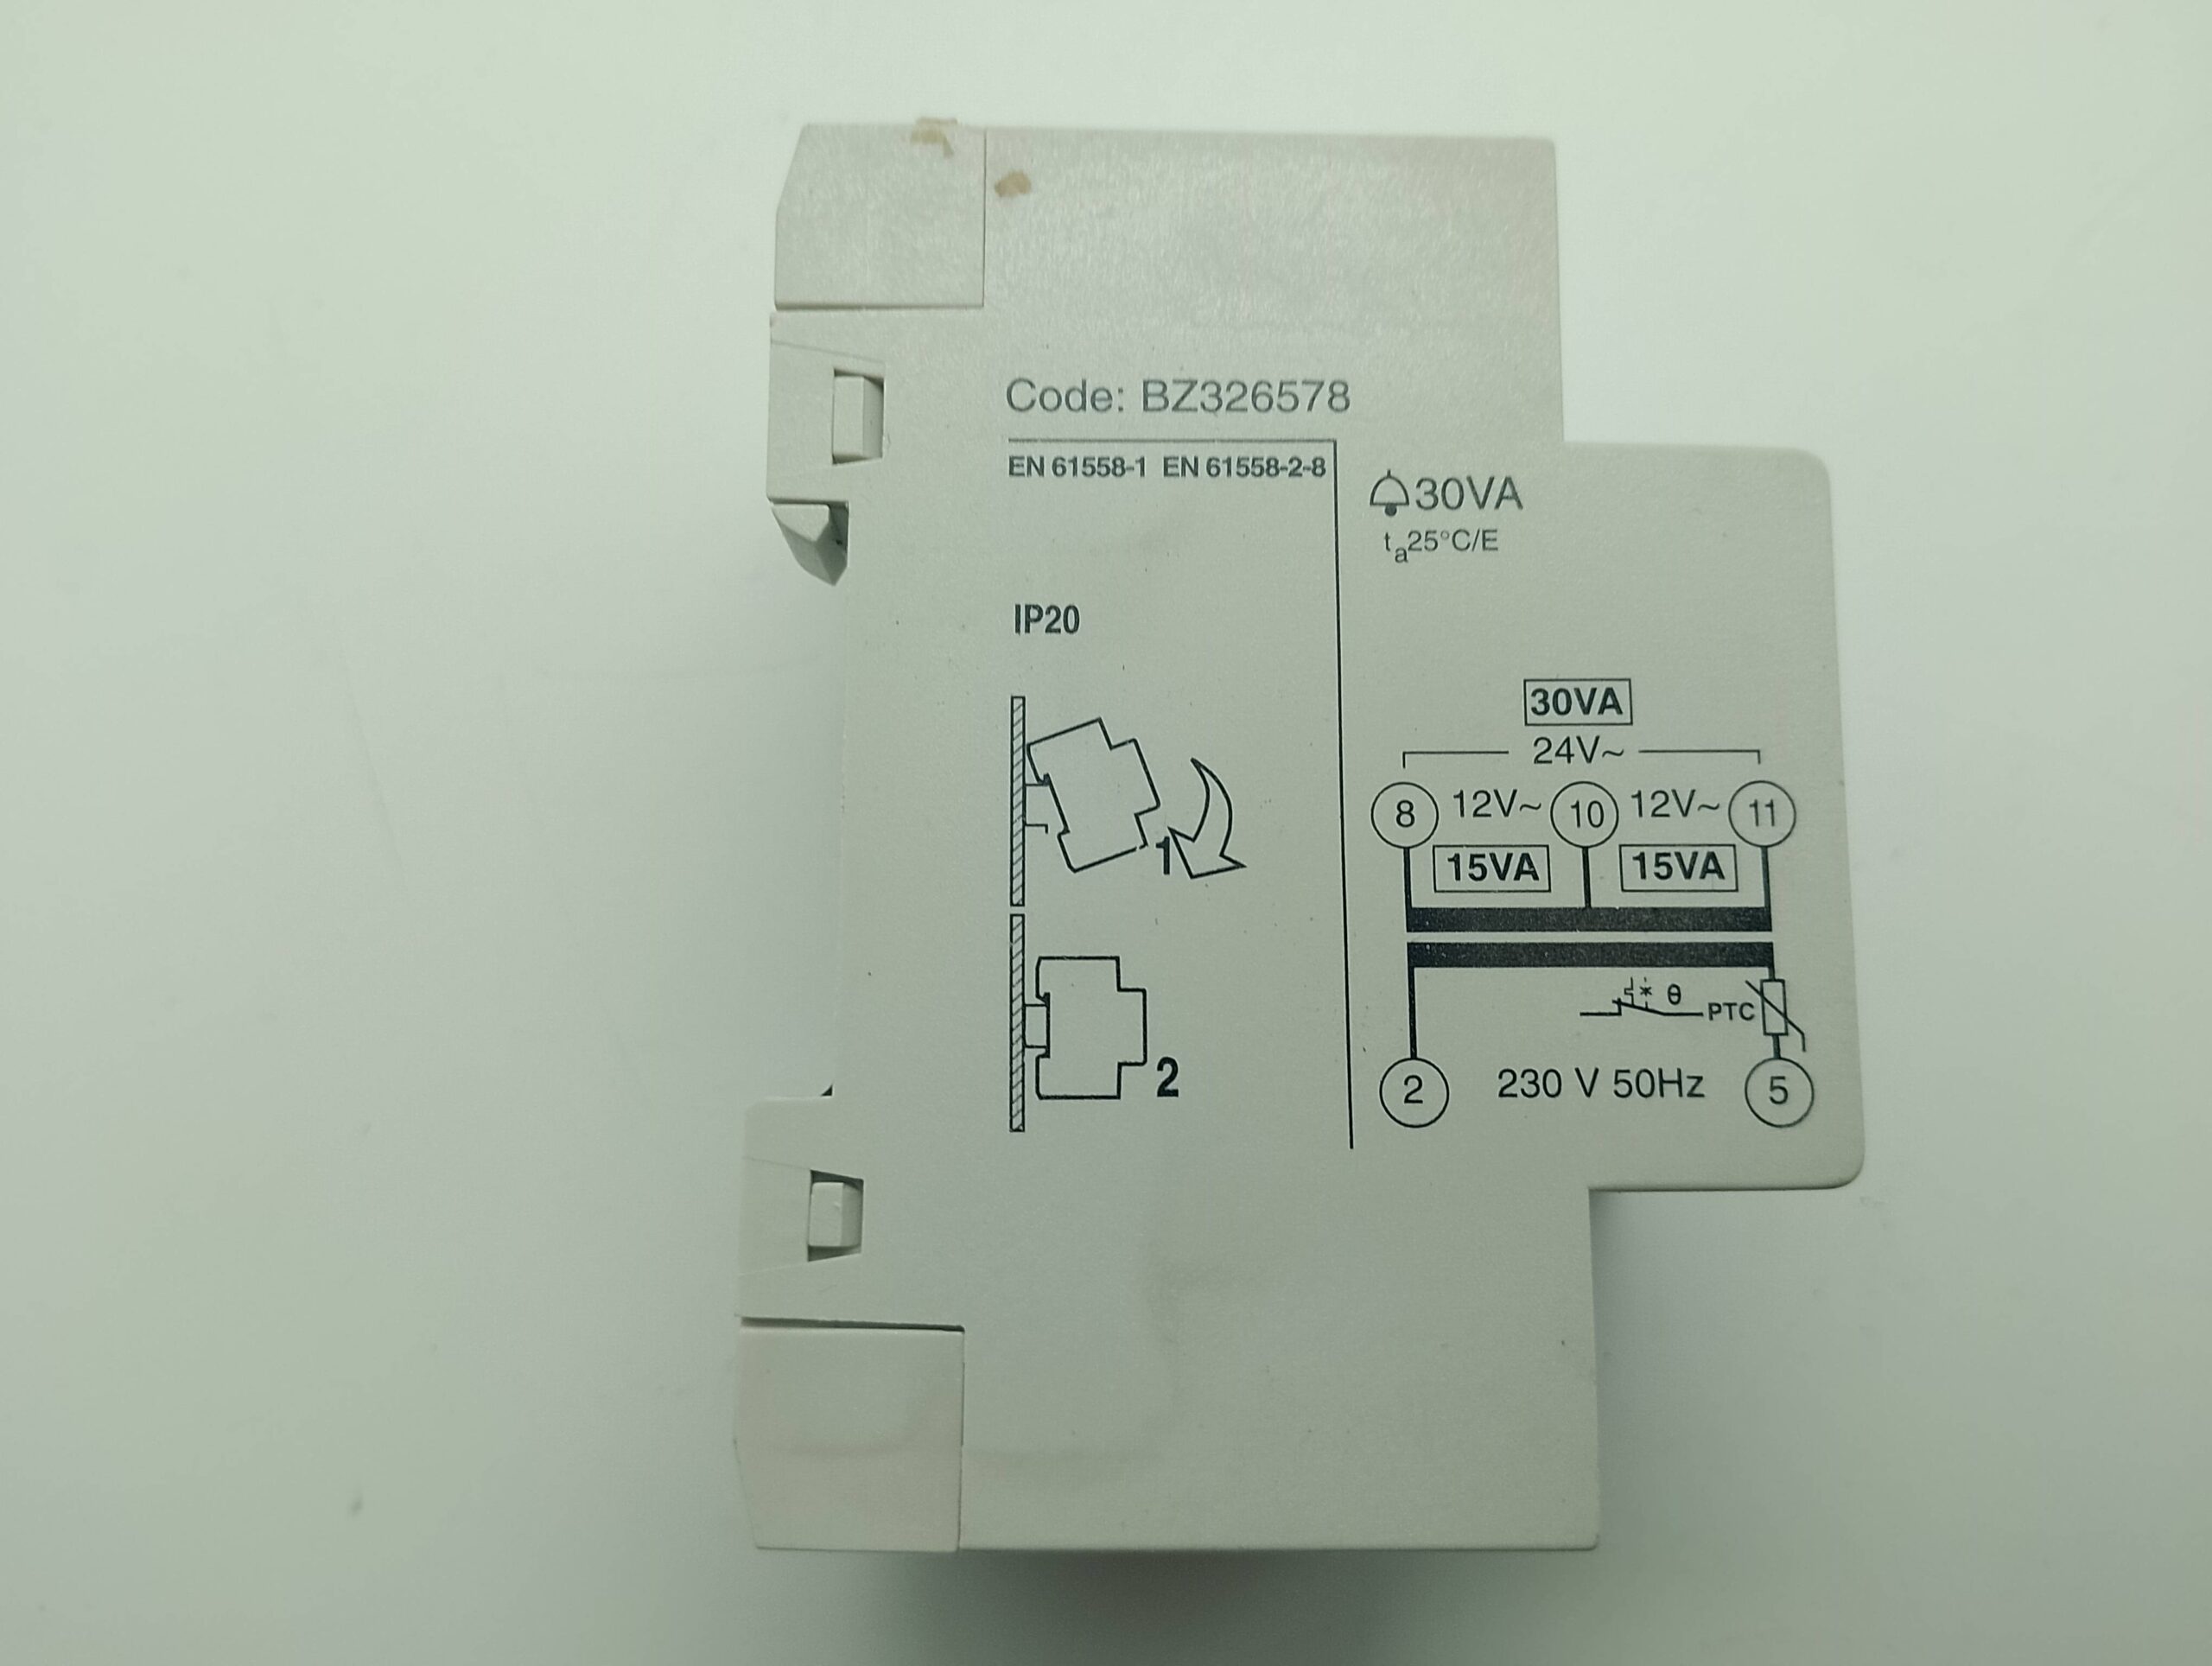 Code: BZ326578
EN 61558-1 EN 61558-2-8
30VA
ta25°C/E
IP20
1
2
30VA
24V~
8 12V~ 10 12V~ 11
15VA 15VA
θ PTC
2 230 V 50Hz 5